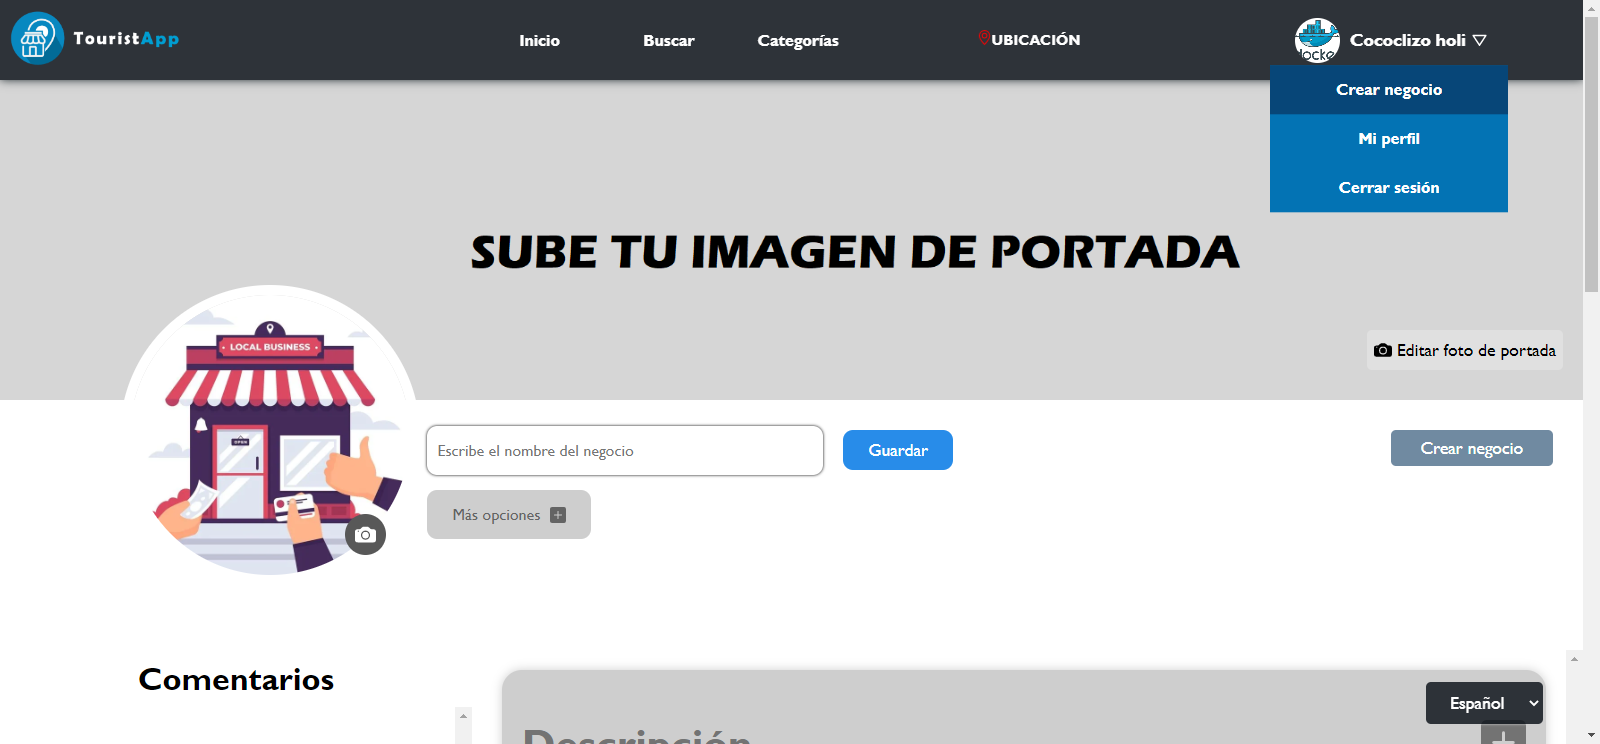 TouristApp
Inicio
Buscar
Categorías
UBICACIÓN
Cococlizo holi
Crear negocio
Mi perfil
Cerrar sesión
SUBE TU IMAGEN DE PORTADA
LOCAL BUSINESS
OPEN
Editar foto de portada
Escribe el nombre del negocio
Guardar
Crear negocio
Más opciones
Comentarios
Español
Descripción